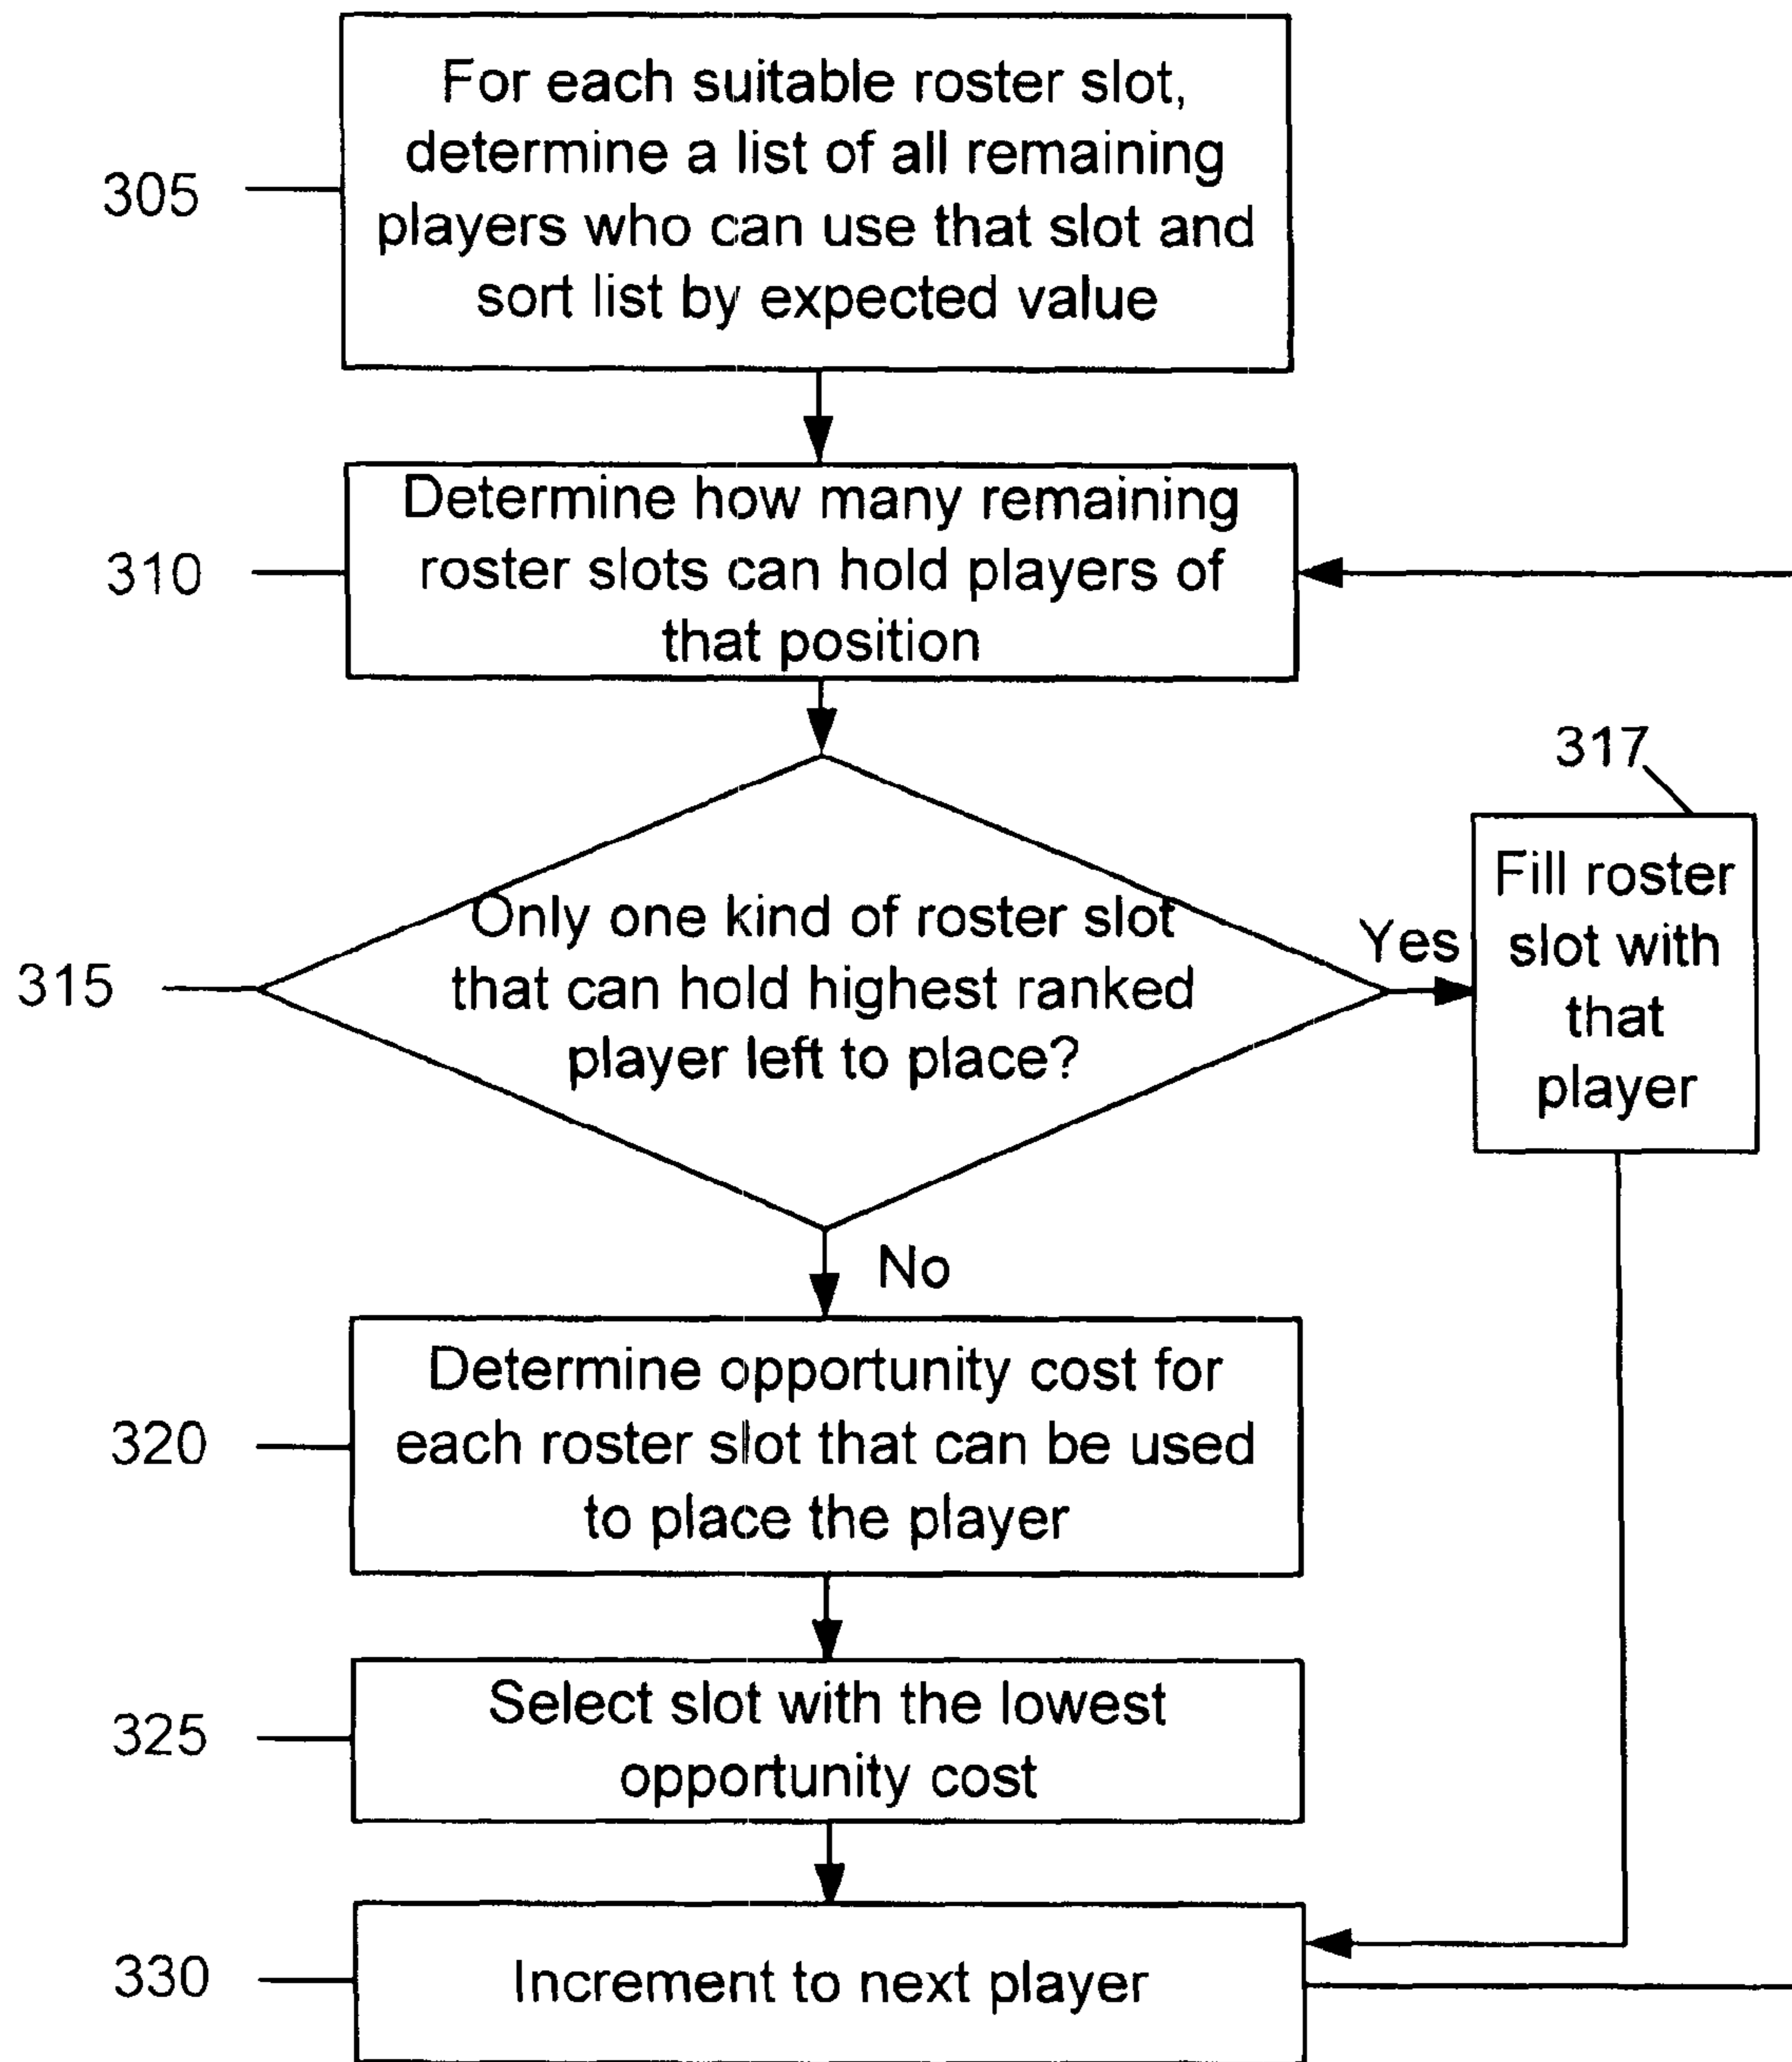 For each suitable roster slot,
determine a list of all remaining
players who can use that slot and
sort list by expected value
305
Determine how many remaining
roster slots can hold players of
that position
310
317
Only one kind of roster slot
that can hold highest ranked
player left to place?
315
Yes
Fill roster
slot with
that
player
No
Determine opportunity cost for
each roster slot that can be used
to place the player
320
Select slot with the lowest
opportunity cost
325
Increment to next player
330